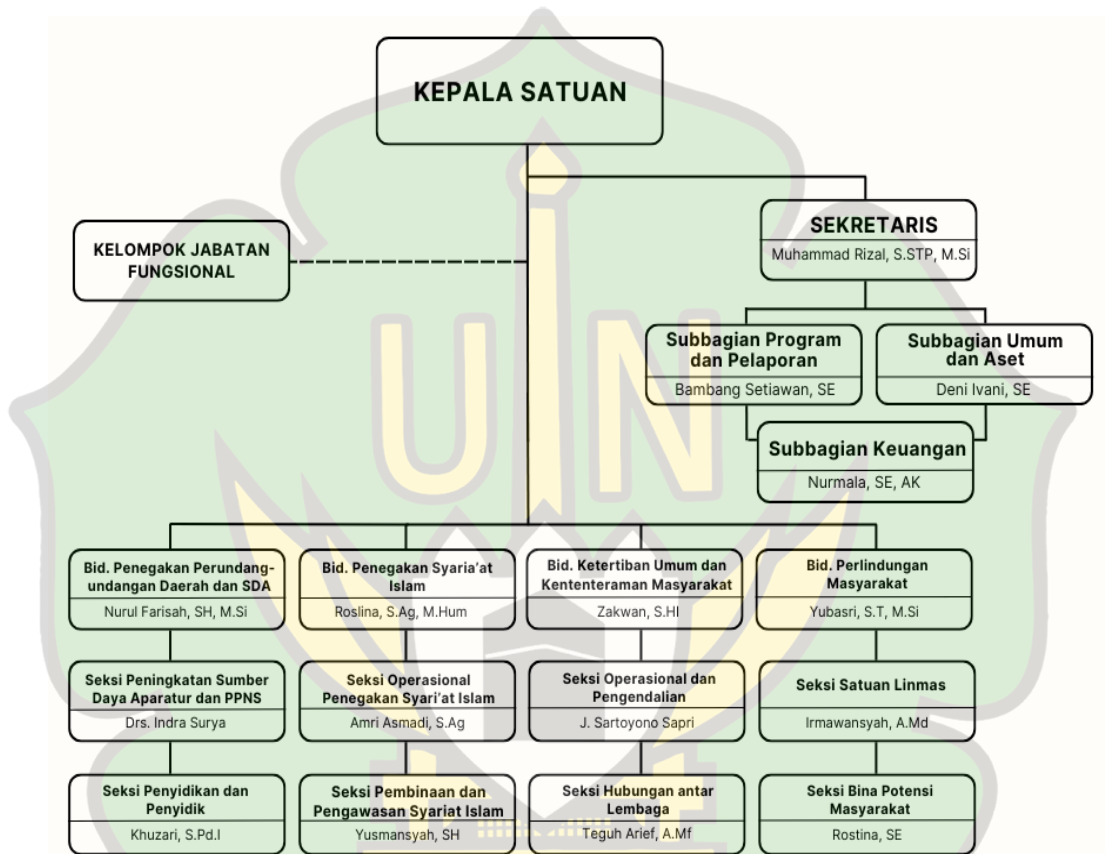 KEPALA SATUAN
SEKRETARIS
Muhammad Rizal, S.STP, M.Si
KELOMPOK JABATAN
FUNGSIONAL
UIN
Subbagian Program
dan Pelaporan
Bambang Setiawan, SE
Subbagian Umum
dan Aset
Deni Ivani, SE
Subbagian Keuangan
Nurmala, SE, AK
Bid. Penegakan Perundang-
undangan Daerah dan SDA
Nurul Farisah, SH, M.Si
Bid. Penegakan Syaria'at
Islam
Roslina, S.Ag, M.Hum
Bid. Ketertiban Umum dan
Kententeraman Masyarakat
Zakwan, S.HI
Bid. Perlindungan
Masyarakat
Yubasri, S.T, M.Si
Seksi Peningkatan Sumber
Daya Aparatur dan PPNS
Drs. Indra Surya
Seksi Operasional
Penegakan Syari'at Islam
Amri Asmadi, S.Ag
Seksi Operasional dan
Pengendalian
J. Sartoyono Sapri
Seksi Satuan Linmas
Irmawansyah, A.Md
Seksi Penyidikan dan
Penyidik
Khuzari, S.Pd.I
Seksi Pembinaan dan
Pengawasan Syariat Islam
Yusmansyah, SH
Seksi Hubungan antar
Lembaga
Teguh Arief, A.Mf
Seksi Bina Potensi
Masyarakat
Rostina, SE